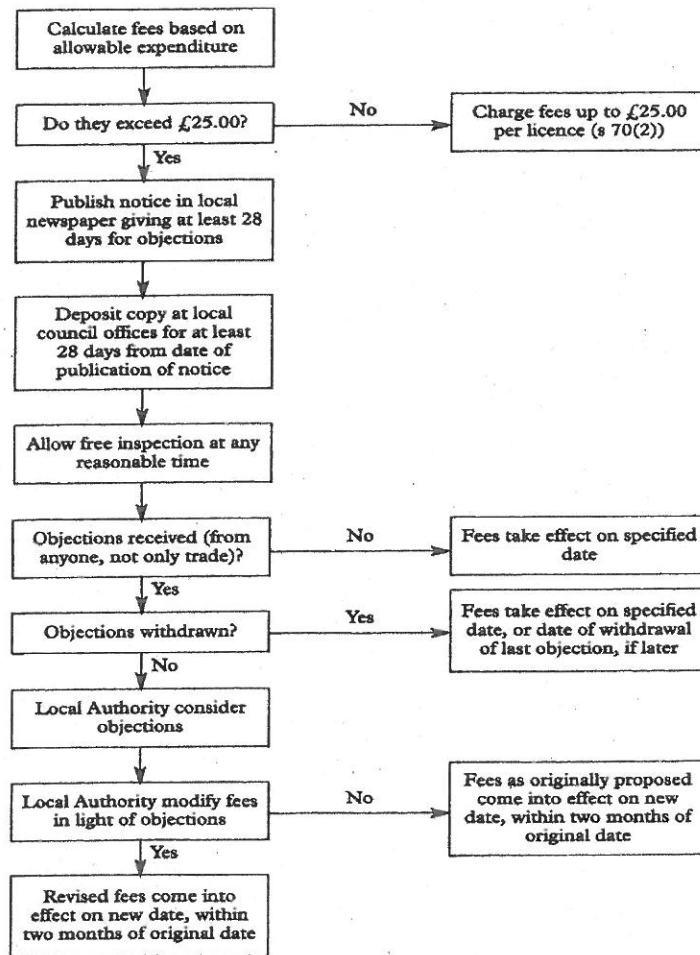 Calculate fees based on
allowable expenditure
Do they exceed £25.00?
No
Charge fees up to £25.00
per licence (s 70(2))
Yes
Publish notice in local
newspaper giving at least 28
days for objections
Deposit copy at local
council offices for at least
28 days from date of
publication of notice
Allow free inspection at any
reasonable time
Objections received (from
anyone, not only trade)?
No
Fees take effect on specified
date
Yes
Objections withdrawn?
Yes
Fees take effect on specified
date, or date of withdrawal
of last objection, if later
No
Local Authority consider
objections
Local Authority modify fees
in light of objections
No
Fees as originally proposed
come into effect on new
date, within two months of
original date
Yes
Revised fees come into
effect on new date, within
two months of original date